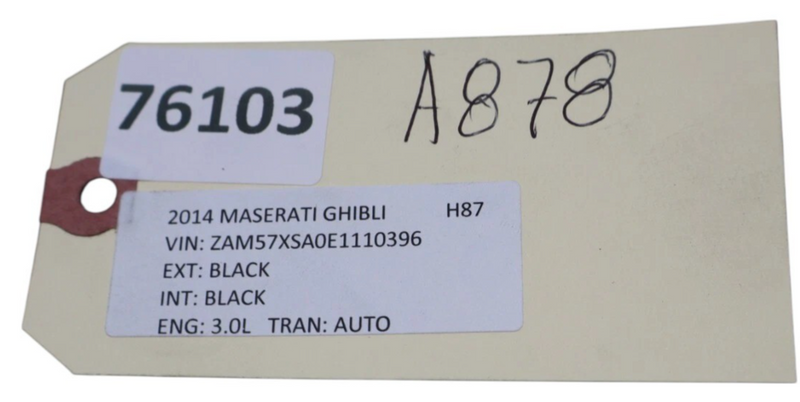 76103
A878
2014 MASERATI GHIBLI H87
VIN: ZAM57XSA0E1110396
EXT: BLACK
INT: BLACK
ENG: 3.0L TRAN: AUTO